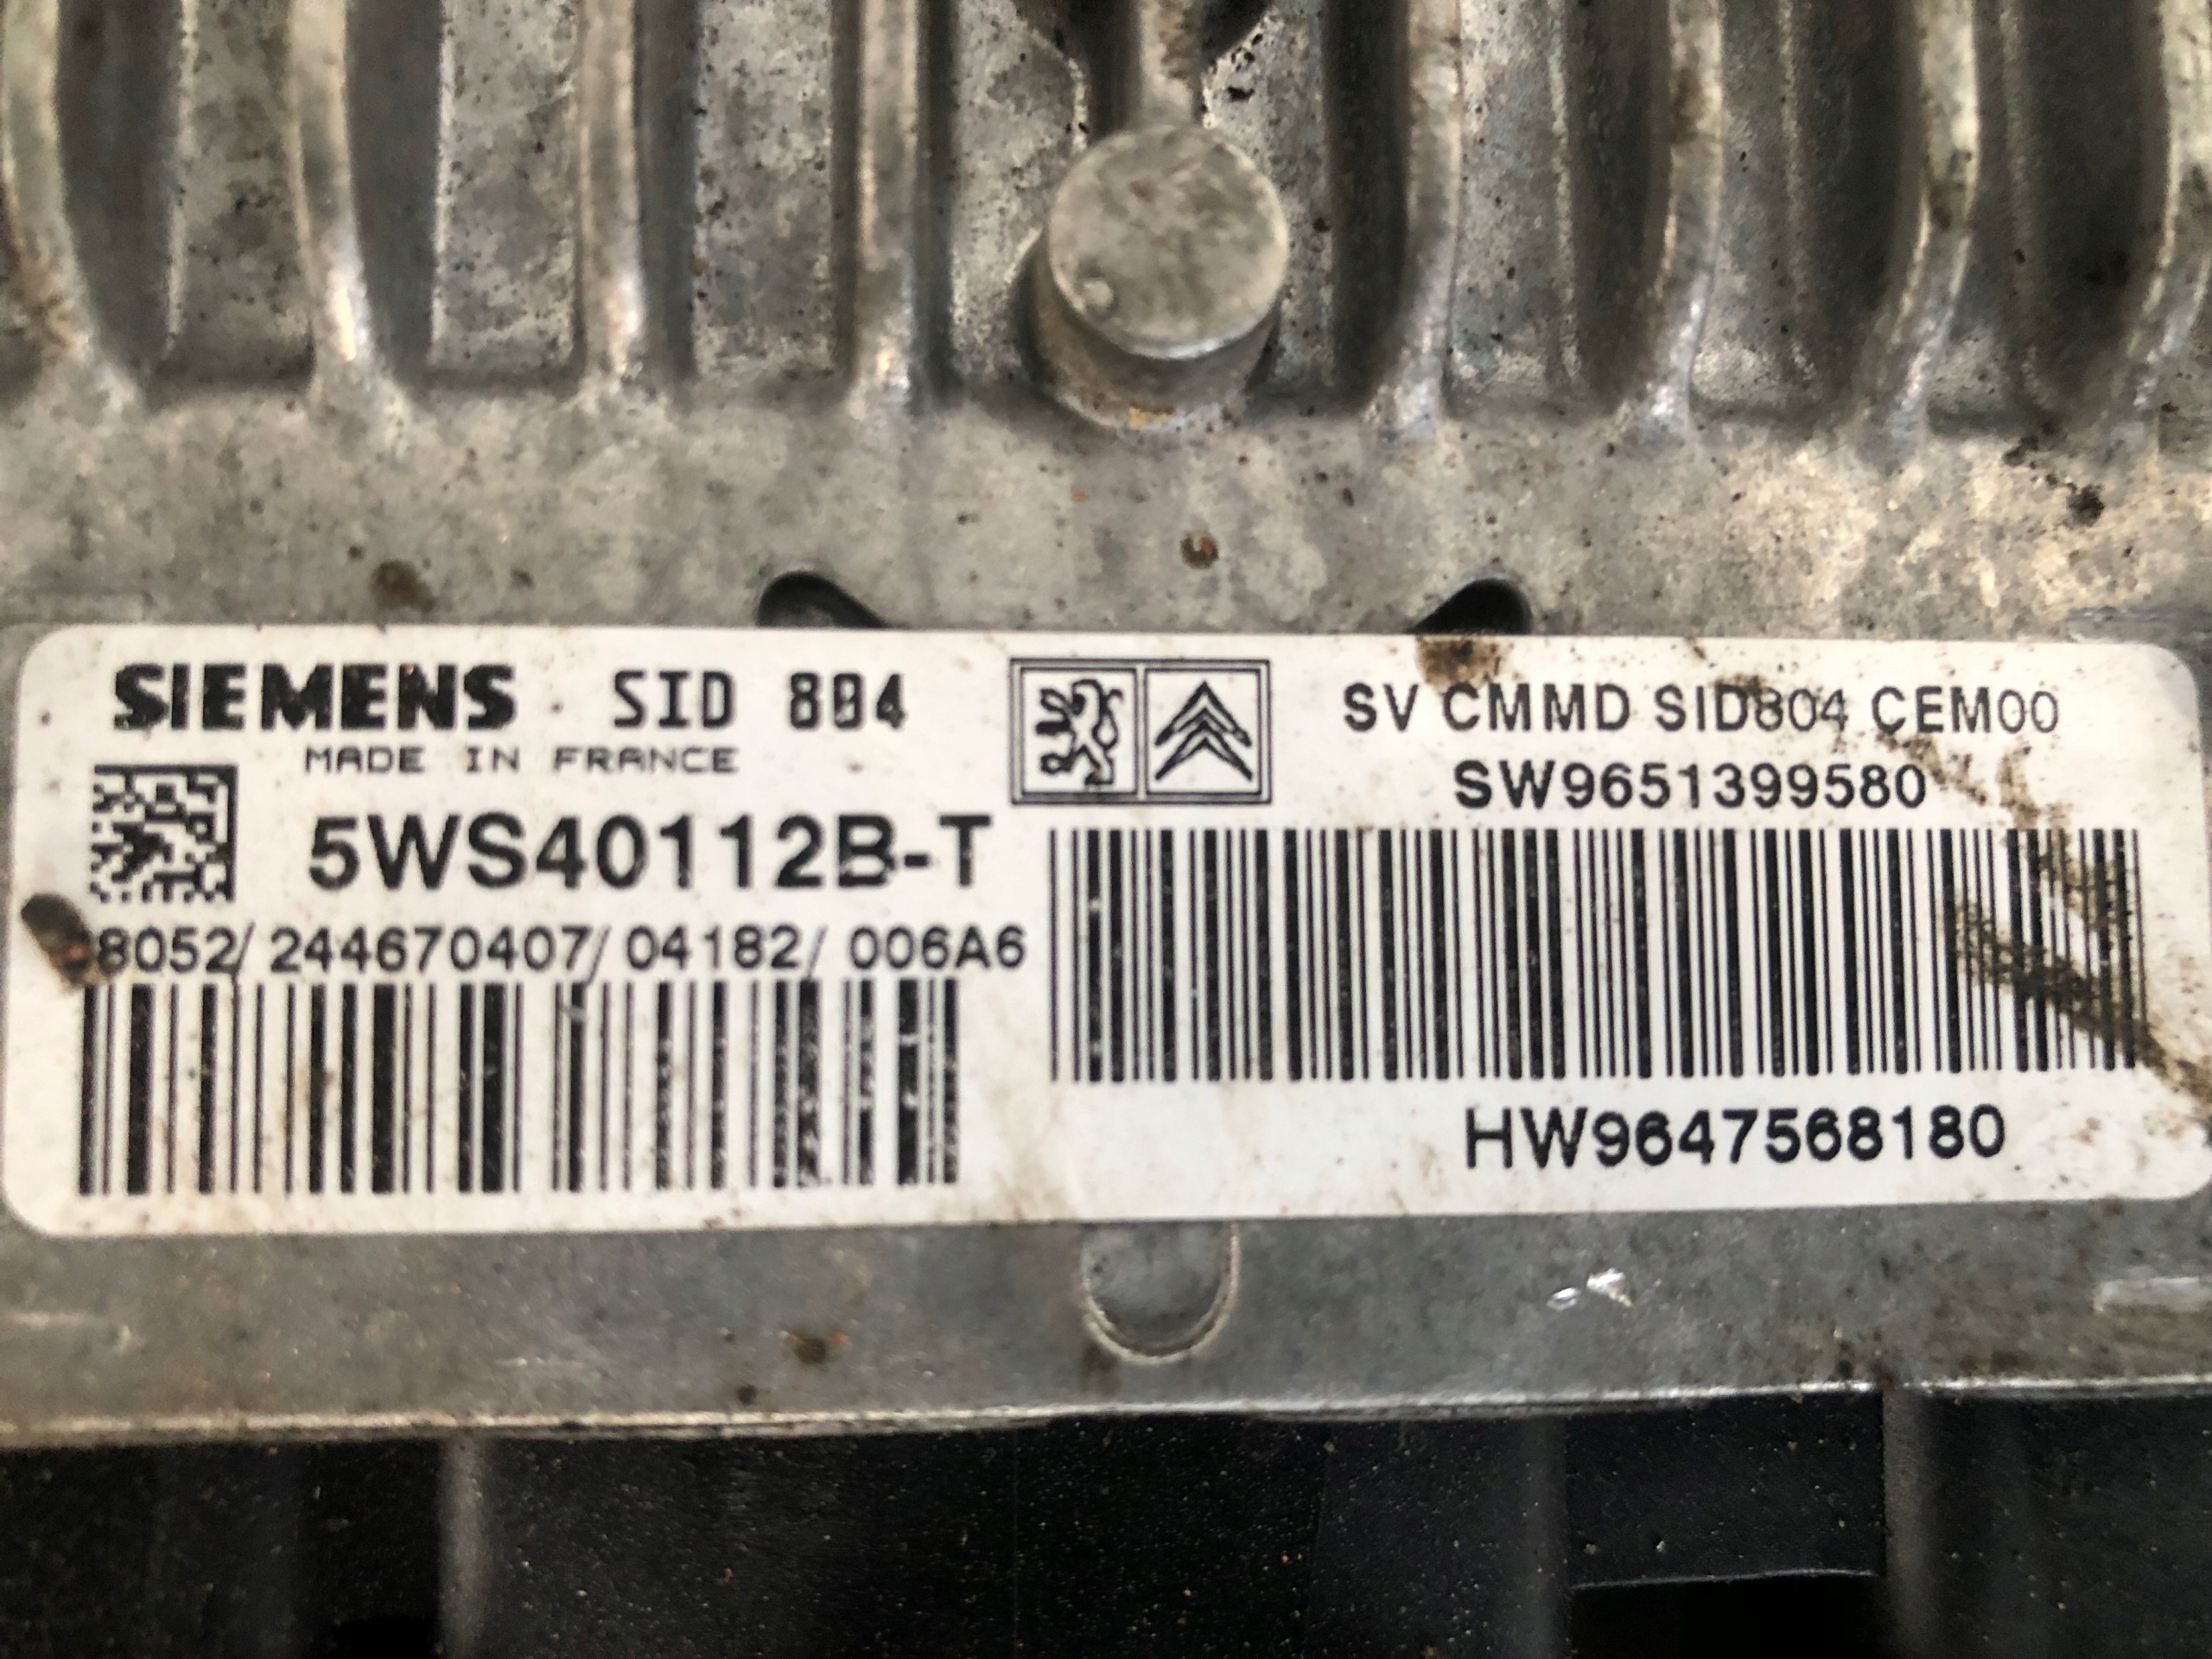 SIEMENS SID 804
MADE IN FRANCE
5WS40112B-T
8052/ 244670407/ 04182/ 006A6
SV CMMD SID804 CEM00
SW9651399580
HW9647568180